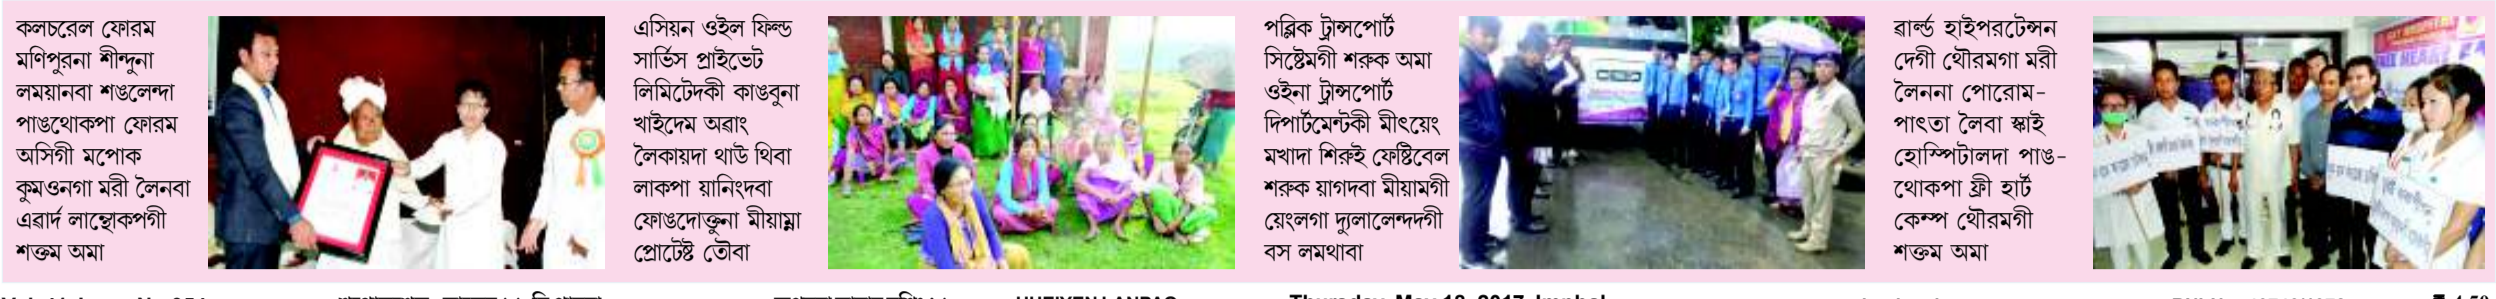 কলচরেল ফোরম
মণিপুরনা শীন্দুনা
লময়ানবা শঙলেন্দা
পাঙথোকপা ফোরম
অসিগী মপোক
কুমওনগা মরী লৈনবা
এৱার্দ লান্থোকপগী
শক্তম অমা
এসিয়ন ওইল ফিল্ড
সার্ভিস প্রাইভেট
লিমিটেদকী কাঙবুনা
খাইদেম অৱাং
লৈকায়দা থাউ থিবা
লাকপা য়ানিংদবা
ফোঙদোক্তুনা মীয়াম্না
প্রোটেষ্ট তৌবা
পব্লিক ট্রান্সপোর্ট
সিষ্টেমগী শরুক অমা
ওইনা ট্রান্সপোর্ট
দিপার্টমেন্টকী মীৎয়েং
মখাদা শিরুই ফেষ্টিবেল
শরুক য়াগদবা মীয়ামগী
য়েংলগা দ্যুলালেন্দদগী
বস লমথাবা
ৱার্ল্ড হাইপরটেন্সন
দেগী থৌরমগা মরী
লৈননা পোরোম-
পাৎতা লৈবা স্কাই
হোস্পিটালদা পাঙ-
থোকপা ফ্রী হার্ট
কেম্প থৌরমগী
শক্তম অমা
Thursday, May 18, 2017, Imphal